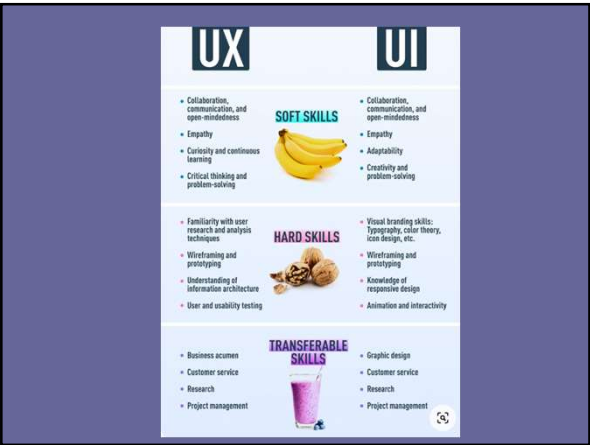 UX
UI
SOFT SKILLS
• Collaboration,
communication, and
open-mindedness
• Empathy
• Curiosity and continuous
learning
• Critical thinking and
problem-solving
• Collaboration,
communication, and
open-mindedness
• Empathy
• Adaptability
• Creativity and
problem-solving
HARD SKILLS
• Familiarity with user
research and analysis
techniques
• Wireframing and
prototyping
• Understanding of
information architecture
• User and usability testing
• Visual branding skills:
Typography, color theory,
icon design, etc.
• Wireframing and
prototyping
• Knowledge of
responsive design
• Animation and interactivity
TRANSFERABLE
SKILLS
• Business acumen
• Customer service
• Research
• Project management
• Graphic design
• Customer service
• Research
• Project management